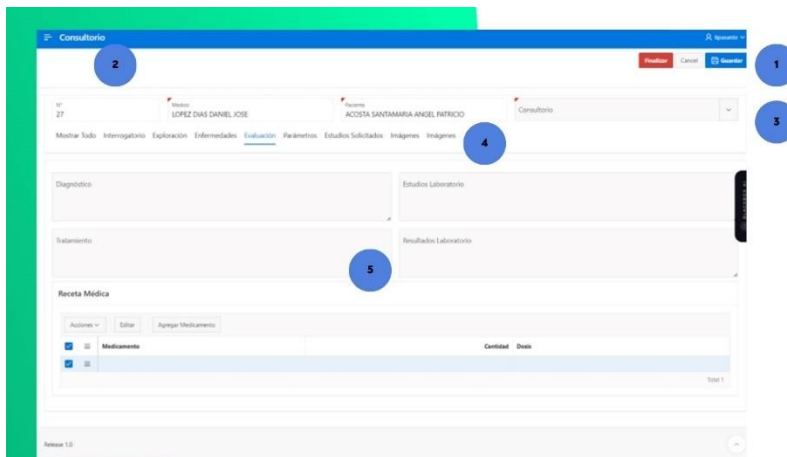 Consultorio
tipasante
2
Finalizar Cancel Guardar
1
N°
27
Médico
LOPEZ DIAS DANIEL JOSE
Paciente
ACOSTA SANTAMARIA ANGEL PATRICIO
Consultorio
3
Mostrar Todo Interrogatorio Exploración Enfermedades Evaluación Parámetros Estudios Solicitados Imágenes Imágenes
4
Diagnóstico
Estudios Laboratorio
Tratamiento
Resultados Laboratorio
5
Receta Médica
Acciones Editar Agregar Medicamento
Medicamento Cantidad Dosis
Total 1
Release 1.0